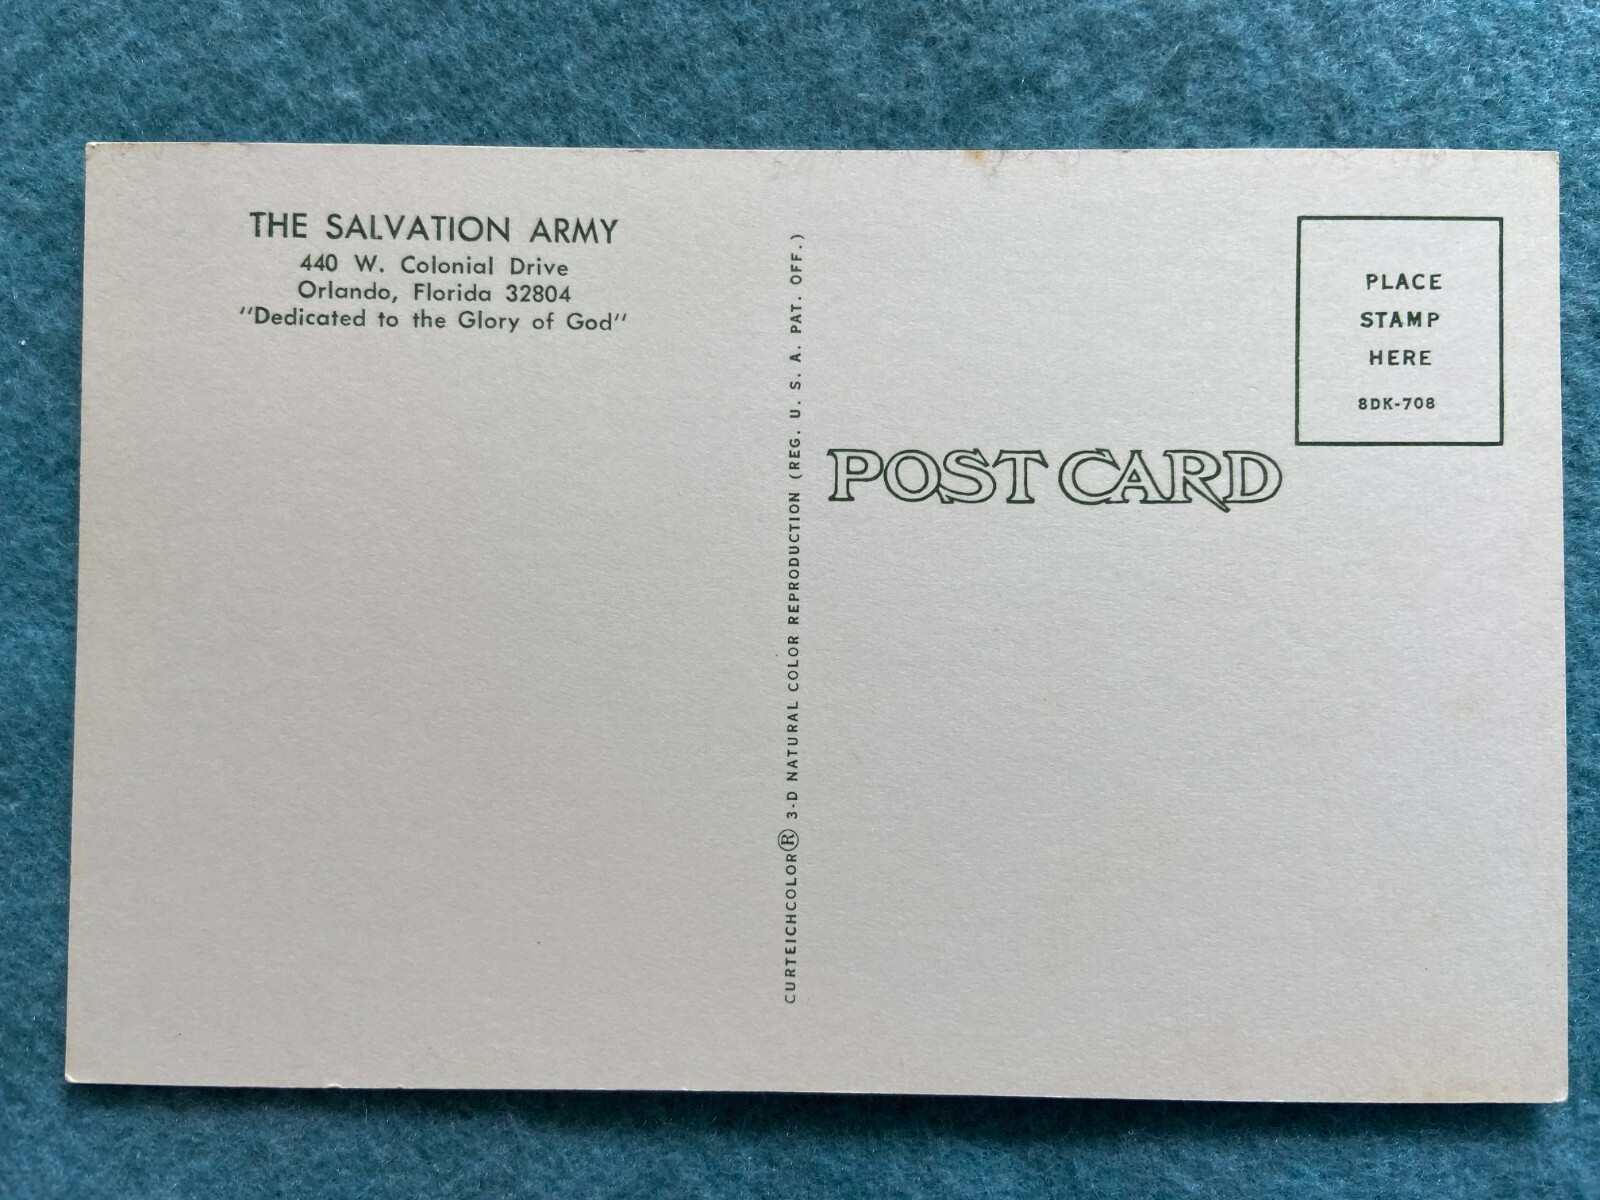 THE SALVATION ARMY
440 W. Colonial Drive
Orlando, Florida 32804
"Dedicated to the Glory of God"
CURTEICHCOLOR® 3-D NATURAL COLOR REPRODUCTION (REG. U. S. A. PAT. OFF.)
POST CARD
PLACE
STAMP
HERE
8DK-708